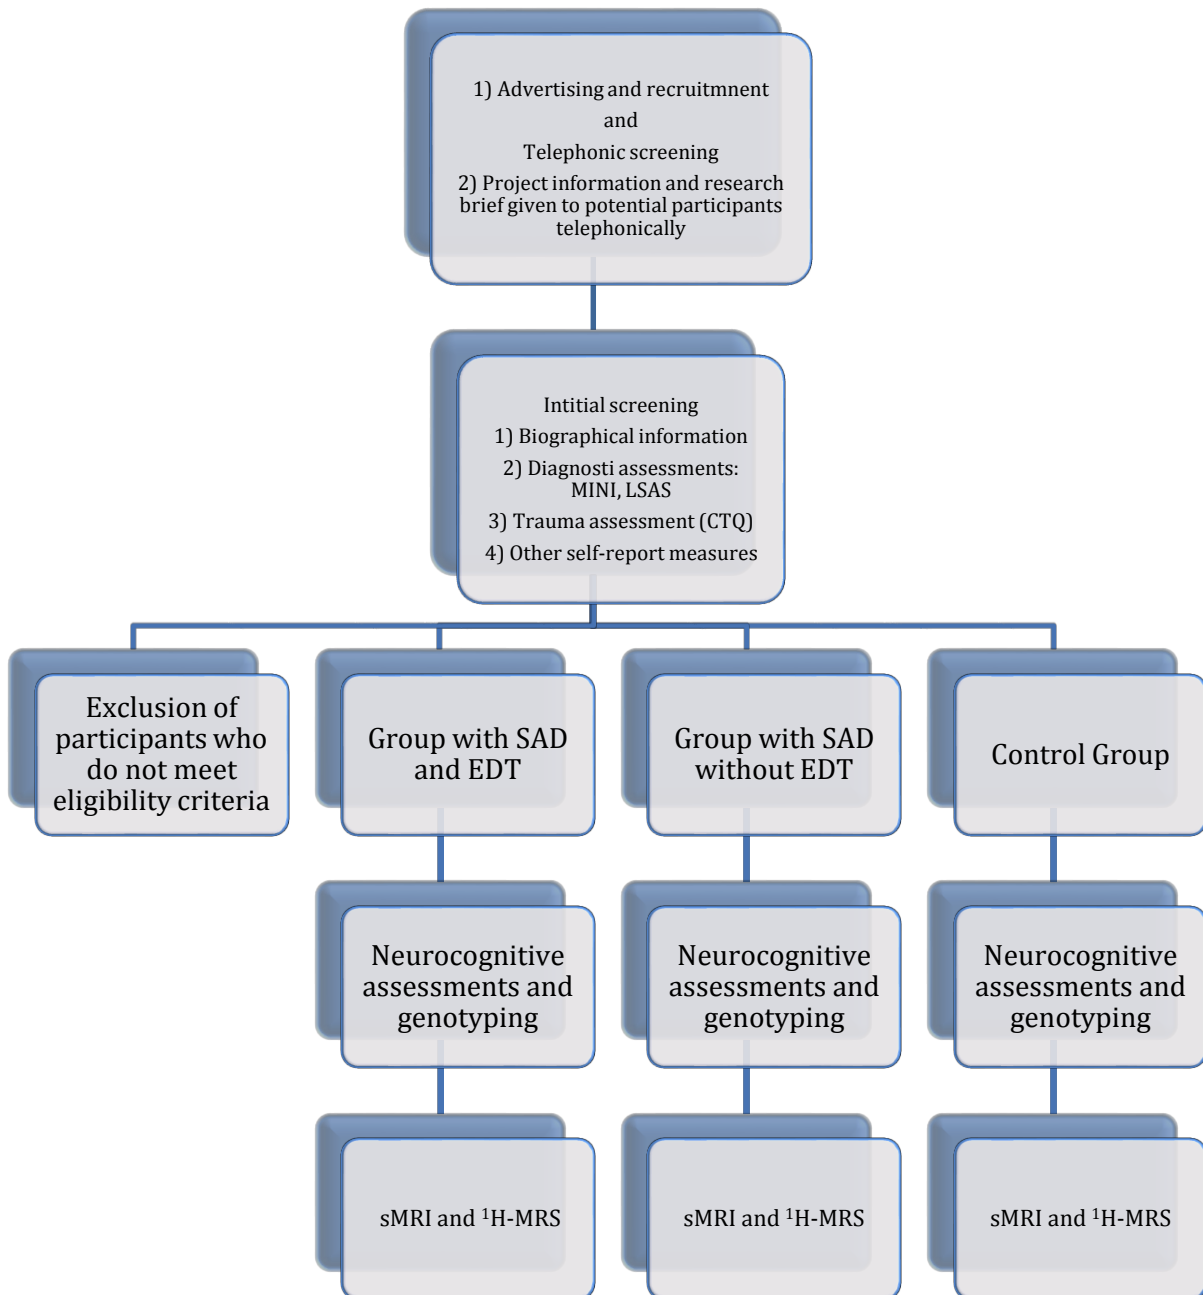 1) Advertising and recruitmnent
and
Telephonic screening
2) Project information and research
brief given to potential participants
telephonically
Intitial screening
1) Biographical information
2) Diagnosti assessments:
MINI, LSAS
3) Trauma assessment (CTQ)
4) Other self-report measures
Exclusion of
participants who
do not meet
eligibility criteria
Group with SAD
and EDT
Group with SAD
without EDT
Control Group
Neurocognitive
assessments and
genotyping
Neurocognitive
assessments and
genotyping
Neurocognitive
assessments and
genotyping
sMRI and ¹H-MRS
sMRI and ¹H-MRS
sMRI and ¹H-MRS